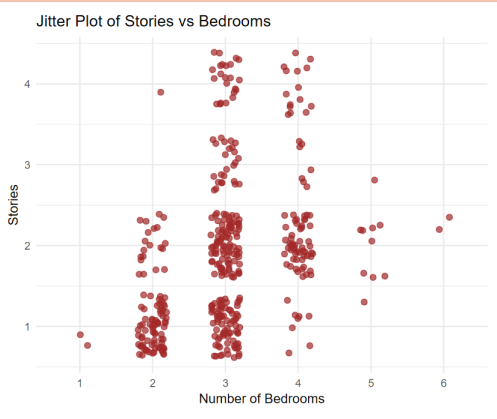 Jitter Plot of Stories vs Bedrooms
4
3
2
1
Stories
1 2 3 4 5 6
Number of Bedrooms